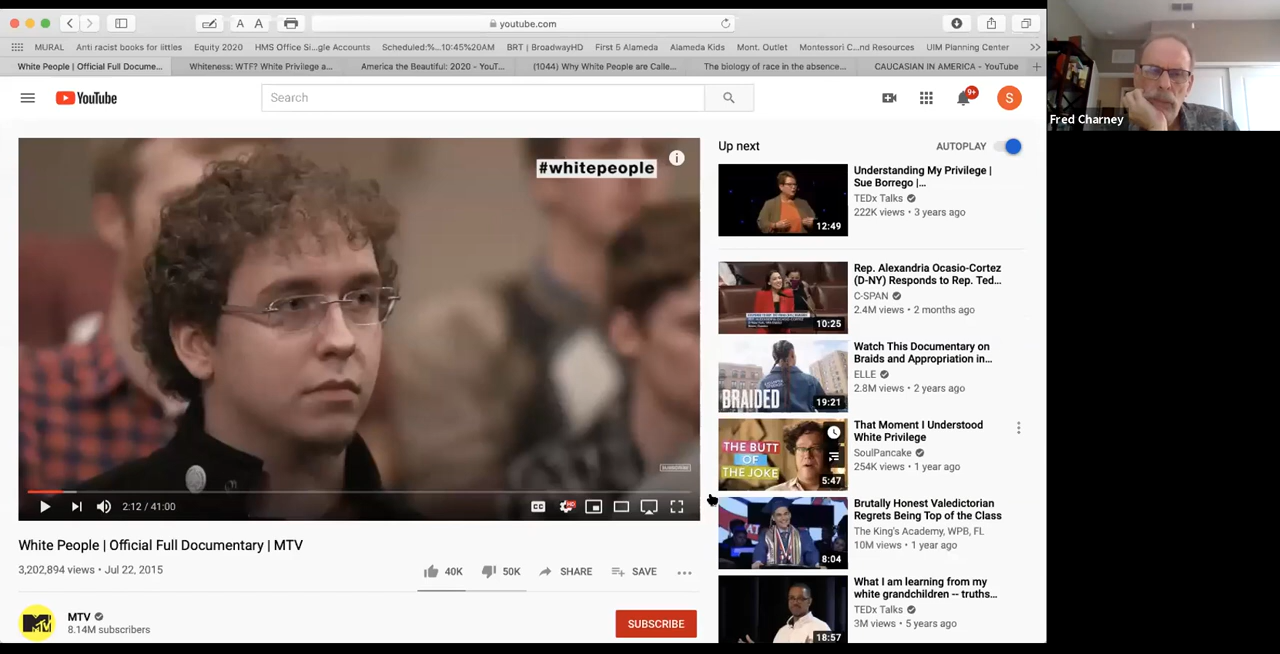 youtube.com
A A
MURAL Anti racist books for littles Equity 2020 HMS Office Si...gle Accounts Scheduled:%...10:45%20AM BRT | BroadwayHD First 5 Alameda Alameda Kids Mont. Outlet Montessori C...nd Resources UIM Planning Center
White People | Official Full Docume... Whiteness: WTF? White Privilege a... America the Beautiful: 2020 - YouT... (1044) Why White People are Calle... The biology of race in the absence... CAUCASIAN IN AMERICA - YouTube
YouTube
Search
9+
S
Fred Charney
#whitepeople
2:12 / 41:00
CC
White People | Official Full Documentary | MTV
3,202,894 views • Jul 22, 2015
40K 50K SHARE SAVE
MTV
8.14M subscribers
SUBSCRIBE
Up next
AUTOPLAY
Understanding My Privilege |
Sue Borrego |...
TEDx Talks
222K views • 3 years ago
12:49
Rep. Alexandria Ocasio-Cortez
(D-NY) Responds to Rep. Ted...
C-SPAN
2.4M views • 2 months ago
10:25
Watch This Documentary on
Braids and Appropriation in...
ELLE
2.8M views • 2 years ago
BRAIDED
19:21
That Moment I Understood
White Privilege
SoulPancake
254K views • 1 year ago
THE BUTT
OF
THE JOKE
5:47
Brutally Honest Valedictorian
Regrets Being Top of the Class
The King's Academy, WPB, FL
10M views • 1 year ago
8:04
What I am learning from my
white grandchildren -- truths...
TEDx Talks
3M views • 5 years ago
18:57